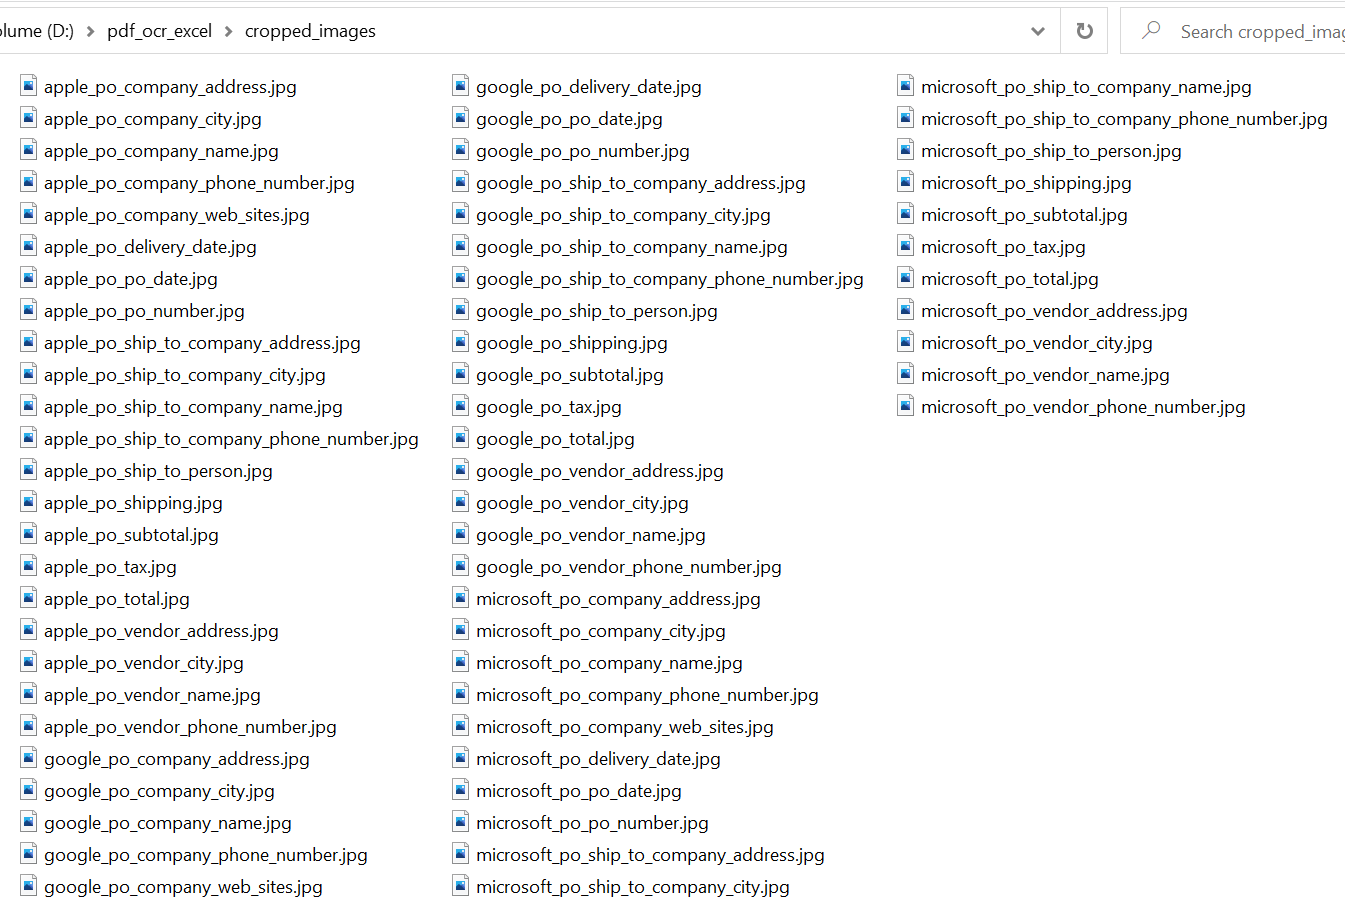 olume (D:) > pdf_ocr_excel > cropped_images
Search cropped_imag
apple_po_company_address.jpg
apple_po_company_city.jpg
apple_po_company_name.jpg
apple_po_company_phone_number.jpg
apple_po_company_web_sites.jpg
apple_po_delivery_date.jpg
apple_po_po_date.jpg
apple_po_po_number.jpg
apple_po_ship_to_company_address.jpg
apple_po_ship_to_company_city.jpg
apple_po_ship_to_company_name.jpg
apple_po_ship_to_company_phone_number.jpg
apple_po_ship_to_person.jpg
apple_po_shipping.jpg
apple_po_subtotal.jpg
apple_po_tax.jpg
apple_po_total.jpg
apple_po_vendor_address.jpg
apple_po_vendor_city.jpg
apple_po_vendor_name.jpg
apple_po_vendor_phone_number.jpg
google_po_company_address.jpg
google_po_company_city.jpg
google_po_company_name.jpg
google_po_company_phone_number.jpg
google_po_company_web_sites.jpg
google_po_delivery_date.jpg
google_po_po_date.jpg
google_po_po_number.jpg
google_po_ship_to_company_address.jpg
google_po_ship_to_company_city.jpg
google_po_ship_to_company_name.jpg
google_po_ship_to_company_phone_number.jpg
google_po_ship_to_person.jpg
google_po_shipping.jpg
google_po_subtotal.jpg
google_po_tax.jpg
google_po_total.jpg
google_po_vendor_address.jpg
google_po_vendor_city.jpg
google_po_vendor_name.jpg
google_po_vendor_phone_number.jpg
microsoft_po_company_address.jpg
microsoft_po_company_city.jpg
microsoft_po_company_name.jpg
microsoft_po_company_phone_number.jpg
microsoft_po_company_web_sites.jpg
microsoft_po_delivery_date.jpg
microsoft_po_po_date.jpg
microsoft_po_po_number.jpg
microsoft_po_ship_to_company_address.jpg
microsoft_po_ship_to_company_city.jpg
microsoft_po_ship_to_company_name.jpg
microsoft_po_ship_to_company_phone_number.jpg
microsoft_po_ship_to_person.jpg
microsoft_po_shipping.jpg
microsoft_po_subtotal.jpg
microsoft_po_tax.jpg
microsoft_po_total.jpg
microsoft_po_vendor_address.jpg
microsoft_po_vendor_city.jpg
microsoft_po_vendor_name.jpg
microsoft_po_vendor_phone_number.jpg